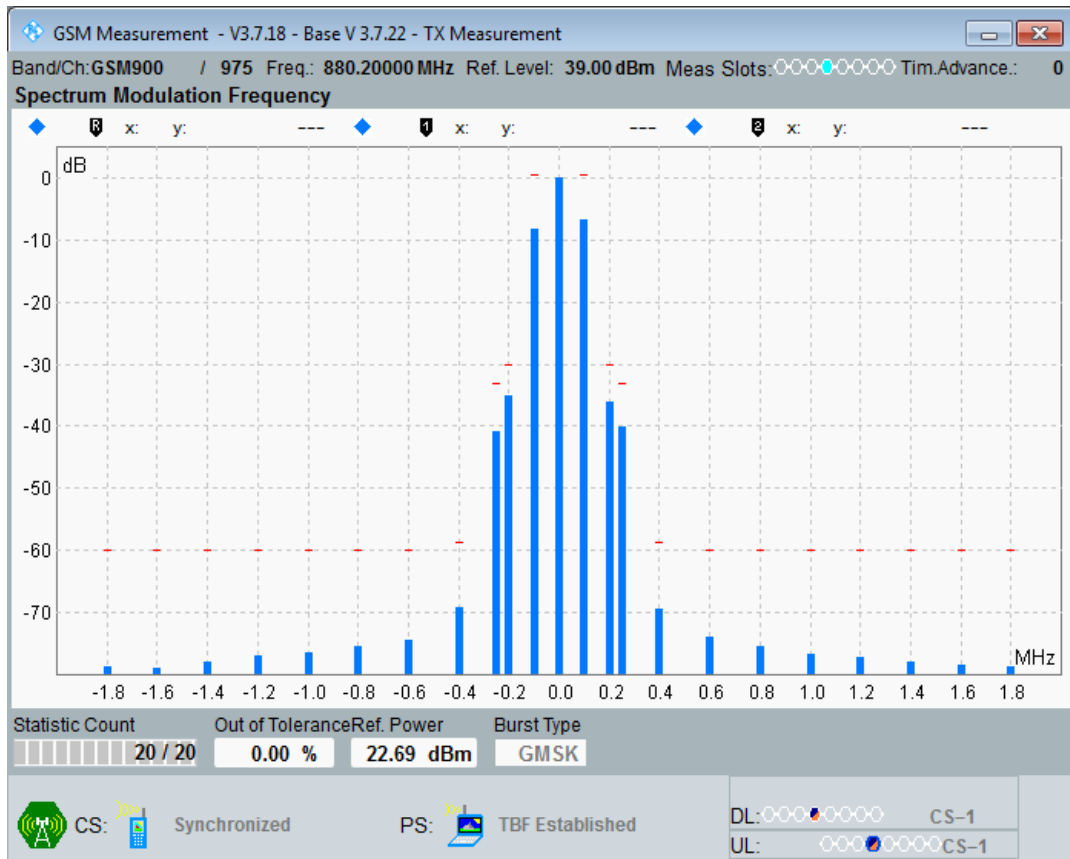 GSM Measurement - V3.7.18 - Base V 3.7.22 - TX Measurement
Band/Ch:GSM900 / 975 Freq.: 880.20000 MHz Ref. Level: 39.00 dBm Meas Slots: Tim.Advance.: 0
Spectrum Modulation Frequency
R x: y: --- 1 x: y: --- 2 x: y: ---
dB
0
-10
-20
-30
-40
-50
-60
-70
MHz
-1.8 -1.6 -1.4 -1.2 -1.0 -0.8 -0.6 -0.4 -0.2 0.0 0.2 0.4 0.6 0.8 1.0 1.2 1.4 1.6 1.8
Statistic Count Out of Tolerance Ref. Power Burst Type
20 / 20 0.00 % 22.69 dBm GMSK
CS: Synchronized PS: TBF Established
DL: CS-1
UL: CS-1